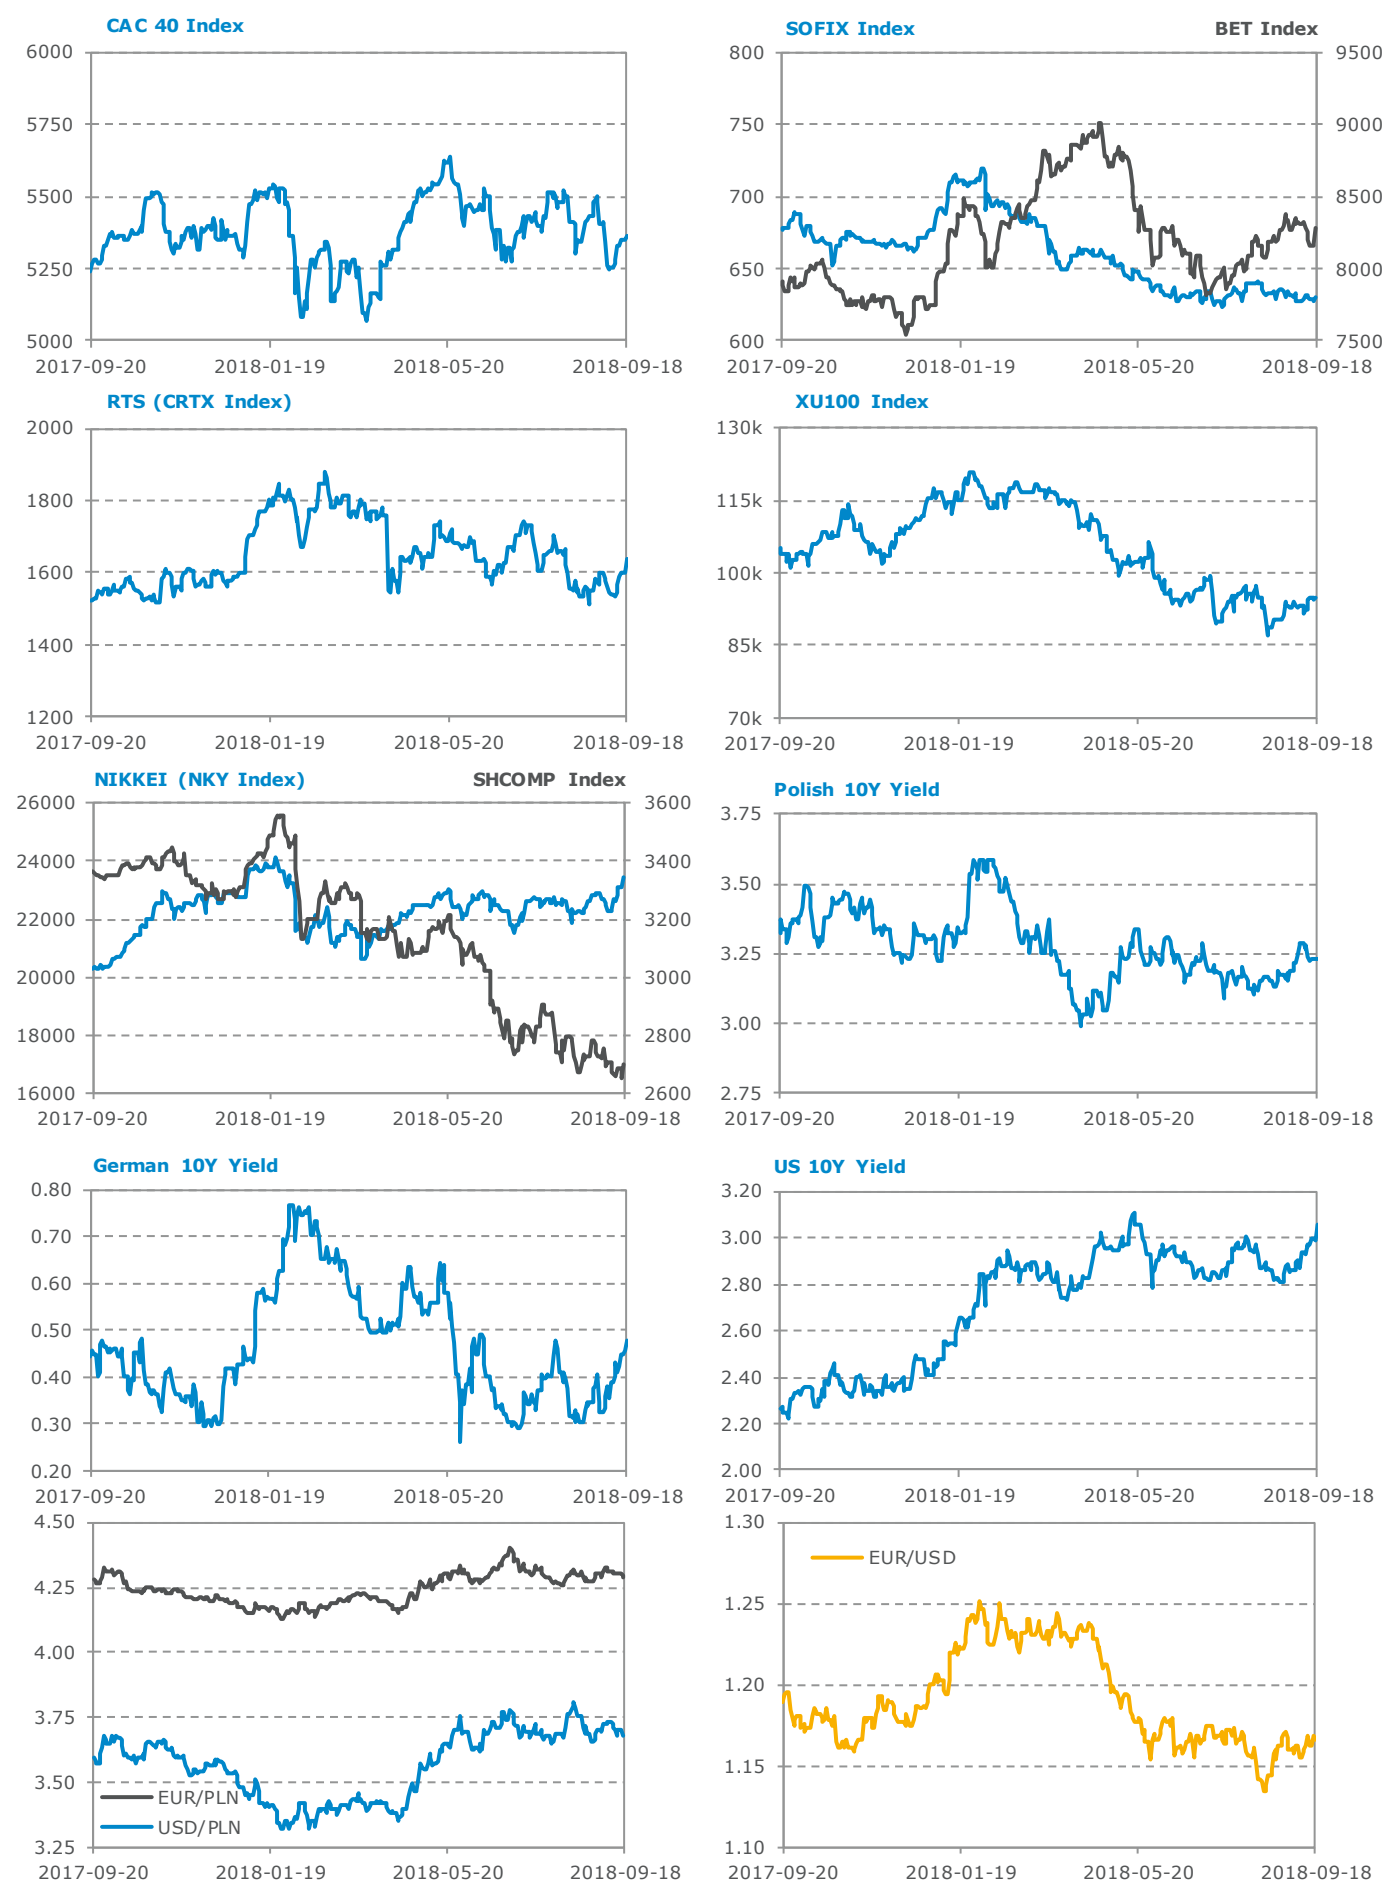 CAC 40 Index
6000
5750
5500
5250
5000
2017-09-20 2018-01-19 2018-05-20 2018-09-18
SOFIX Index BET Index
800 9500
750 9000
700 8500
650 8000
600 7500
2017-09-20 2018-01-19 2018-05-20 2018-09-18
RTS (CRTX Index)
2000
1800
1600
1400
1200
2017-09-20 2018-01-19 2018-05-20 2018-09-18
XU100 Index
130k
115k
100k
85k
70k
2017-09-20 2018-01-19 2018-05-20 2018-09-18
NIKKEI (NKY Index) SHCOMP Index
26000 3600
24000 3400
22000 3200
20000 3000
18000 2800
16000 2600
2017-09-20 2018-01-19 2018-05-20 2018-09-18
Polish 10Y Yield
3.75
3.50
3.25
3.00
2.75
2017-09-20 2018-01-19 2018-05-20 2018-09-18
German 10Y Yield
0.80
0.70
0.60
0.50
0.40
0.30
0.20
2017-09-20 2018-01-19 2018-05-20 2018-09-18
US 10Y Yield
3.20
3.00
2.80
2.60
2.40
2.20
2.00
2017-09-20 2018-01-19 2018-05-20 2018-09-18
4.50
4.25
4.00
3.75
3.50
EUR/PLN
USD/PLN
3.25
2017-09-20 2018-01-19 2018-05-20 2018-09-18
1.30
EUR/USD
1.25
1.20
1.15
1.10
2017-09-20 2018-01-19 2018-05-20 2018-09-18